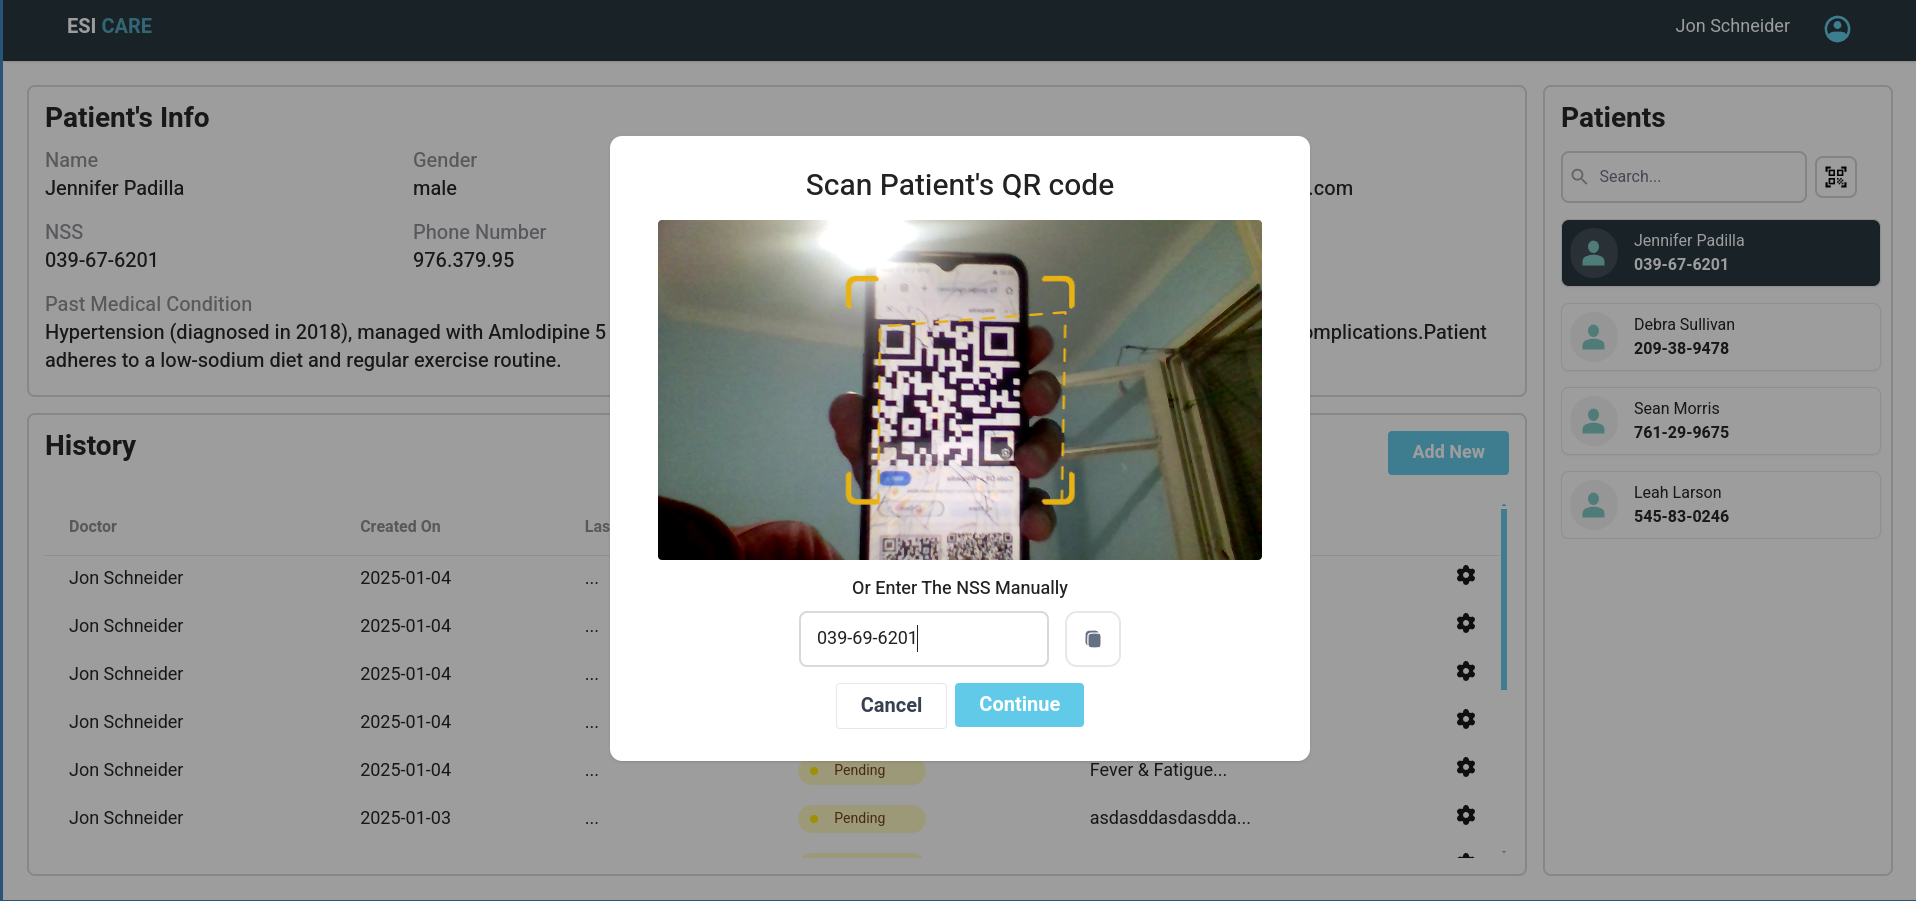 ESI CARE
Jon Schneider
Patient's Info
Name
Jennifer Padilla
Gender
male
.com
NSS
039-67-6201
Phone Number
976.379.95
Past Medical Condition
Hypertension (diagnosed in 2018), managed with Amlodipine 5 omplications.Patient
adheres to a low-sodium diet and regular exercise routine.
History
Add New
Doctor Created On Las
Jon Schneider 2025-01-04 ...
Jon Schneider 2025-01-04 ...
Jon Schneider 2025-01-04 ...
Jon Schneider 2025-01-04 ...
Jon Schneider 2025-01-04 ... Pending Fever & Fatigue...
Jon Schneider 2025-01-03 ... Pending asdasddasdasdda...
Scan Patient's QR code
Or Enter The NSS Manually
039-69-6201
Cancel Continue
Patients
Search...
Jennifer Padilla
039-67-6201
Debra Sullivan
209-38-9478
Sean Morris
761-29-9675
Leah Larson
545-83-0246